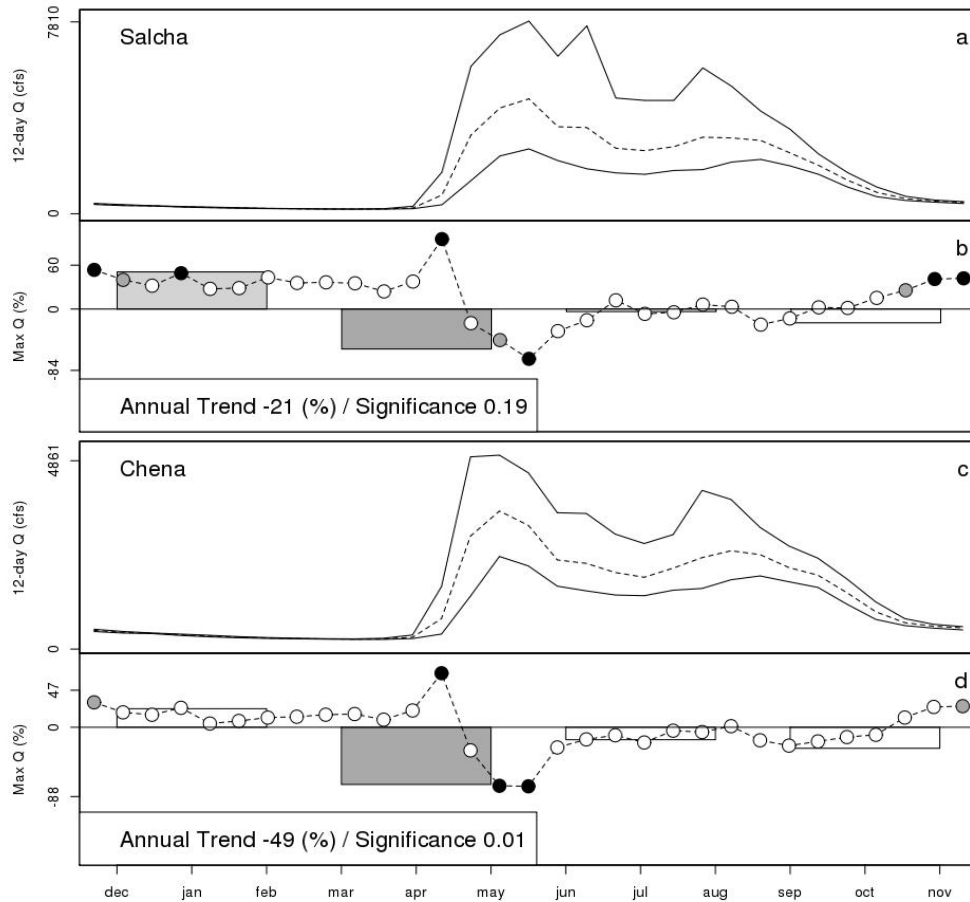 7810
Salcha
a
12-day Q (cfs)
0
b
60
0
Max Q (%)
-84
Annual Trend -21 (%) / Significance 0.19
4861
Chena
c
12-day Q (cfs)
0
d
47
0
Max Q (%)
-88
Annual Trend -49 (%) / Significance 0.01
dec jan feb mar apr may jun jul aug sep oct nov